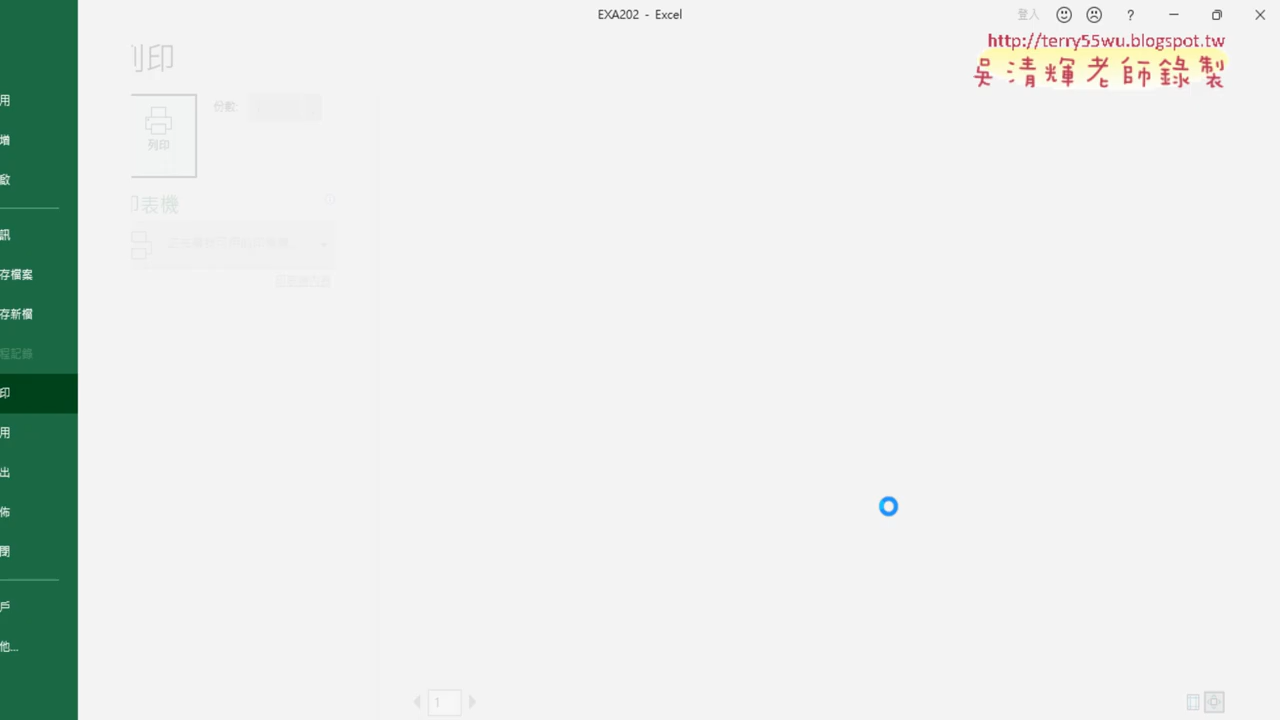 EXA202 - Excel
登入
?
http://terry55wu.blogspot.tw
吳清輝老師錄製
列印
用
增
啟
訊
存檔案
存新檔
程記錄
印
用
出
佈
閉
戶
他...
份數:
列印
印表機
1